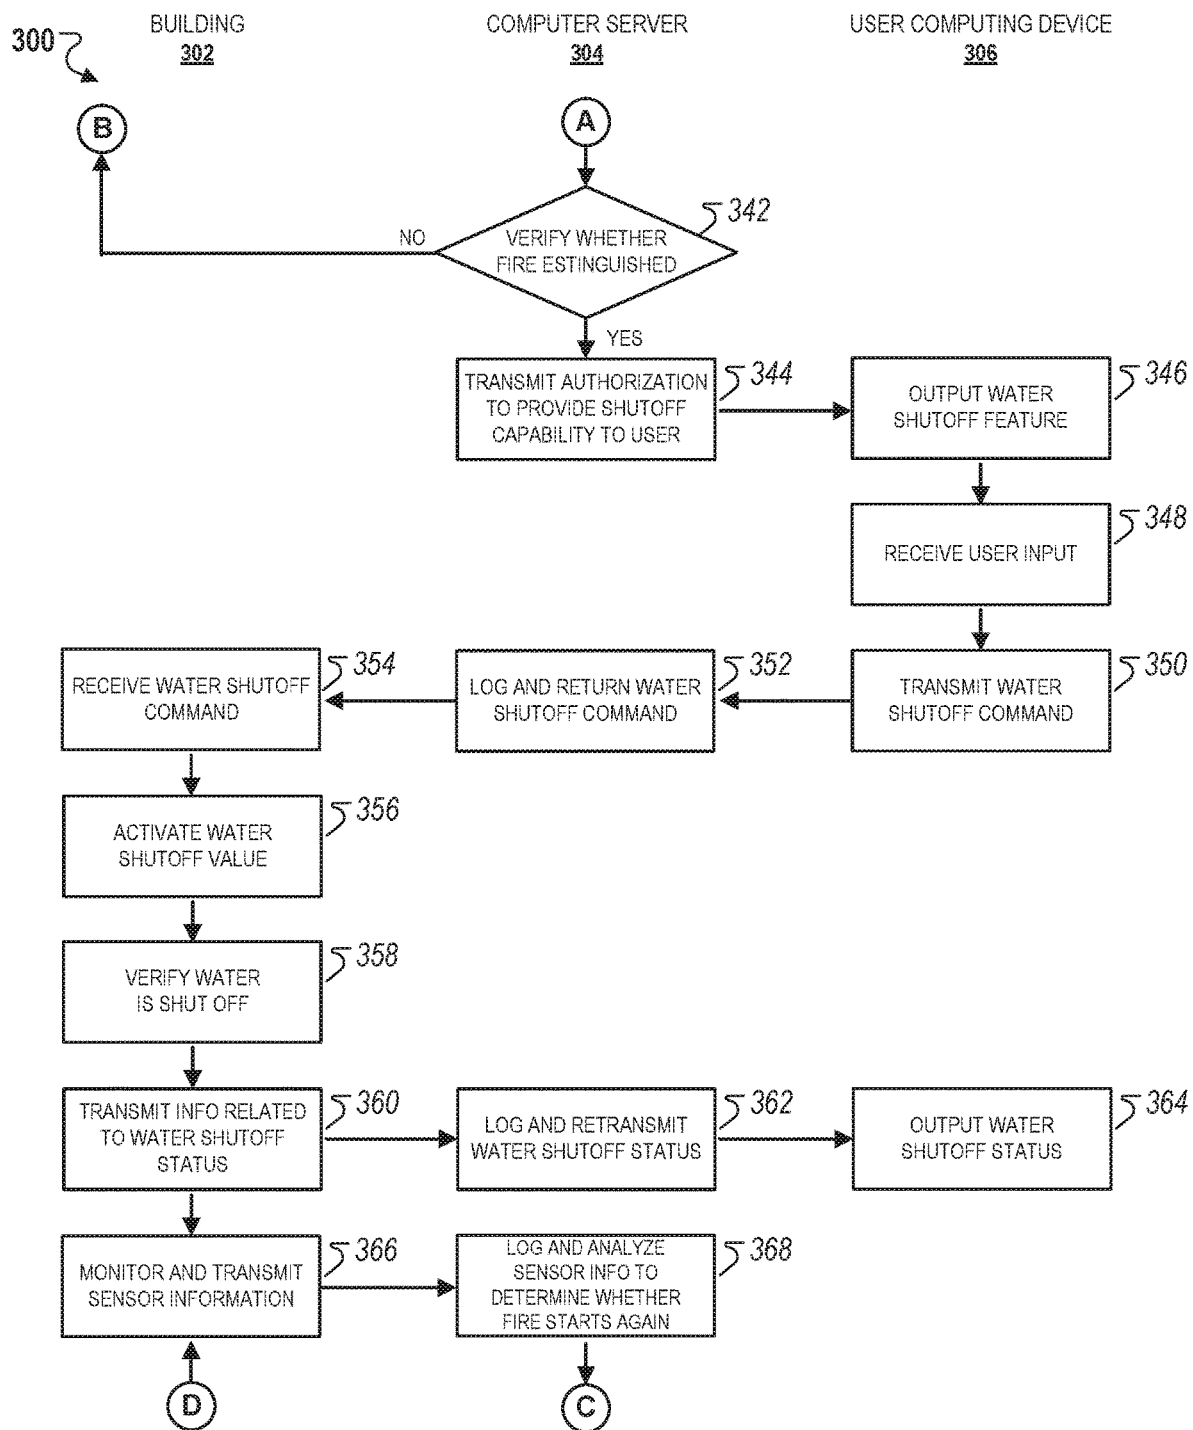 BUILDING
302
COMPUTER SERVER
304
USER COMPUTING DEVICE
306
300
B
A
342
VERIFY WHETHER
FIRE ESTINGUISHED
NO
YES
TRANSMIT AUTHORIZATION
TO PROVIDE SHUTOFF
CAPABILITY TO USER
344
OUTPUT WATER
SHUTOFF FEATURE
346
RECEIVE USER INPUT
348
RECEIVE WATER SHUTOFF
COMMAND
354
LOG AND RETURN WATER
SHUTOFF COMMAND
352
TRANSMIT WATER
SHUTOFF COMMAND
350
ACTIVATE WATER
SHUTOFF VALUE
356
VERIFY WATER
IS SHUT OFF
358
TRANSMIT INFO RELATED
TO WATER SHUTOFF
STATUS
360
LOG AND RETRANSMIT
WATER SHUTOFF STATUS
362
OUTPUT WATER
SHUTOFF STATUS
364
MONITOR AND TRANSMIT
SENSOR INFORMATION
366
LOG AND ANALYZE
SENSOR INFO TO
DETERMINE WHETHER
FIRE STARTS AGAIN
368
D
C